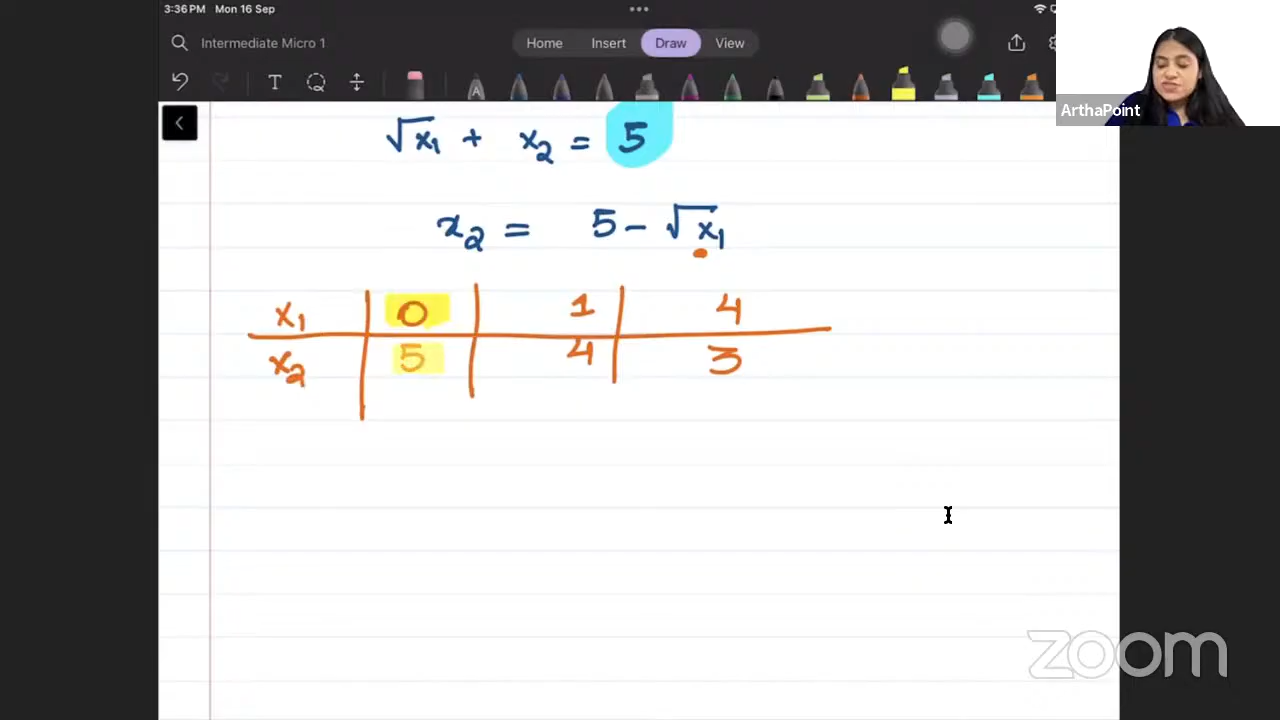 3:36 PM Mon 16 Sep
Intermediate Micro 1
Home Insert Draw View
T
A
ArthaPoint
√x₁ + x₂ = 5
x₂ = 5 - √x₁
x₁ | 0 | 1 | 4
x₂ | 5 | 4 | 3
zoom